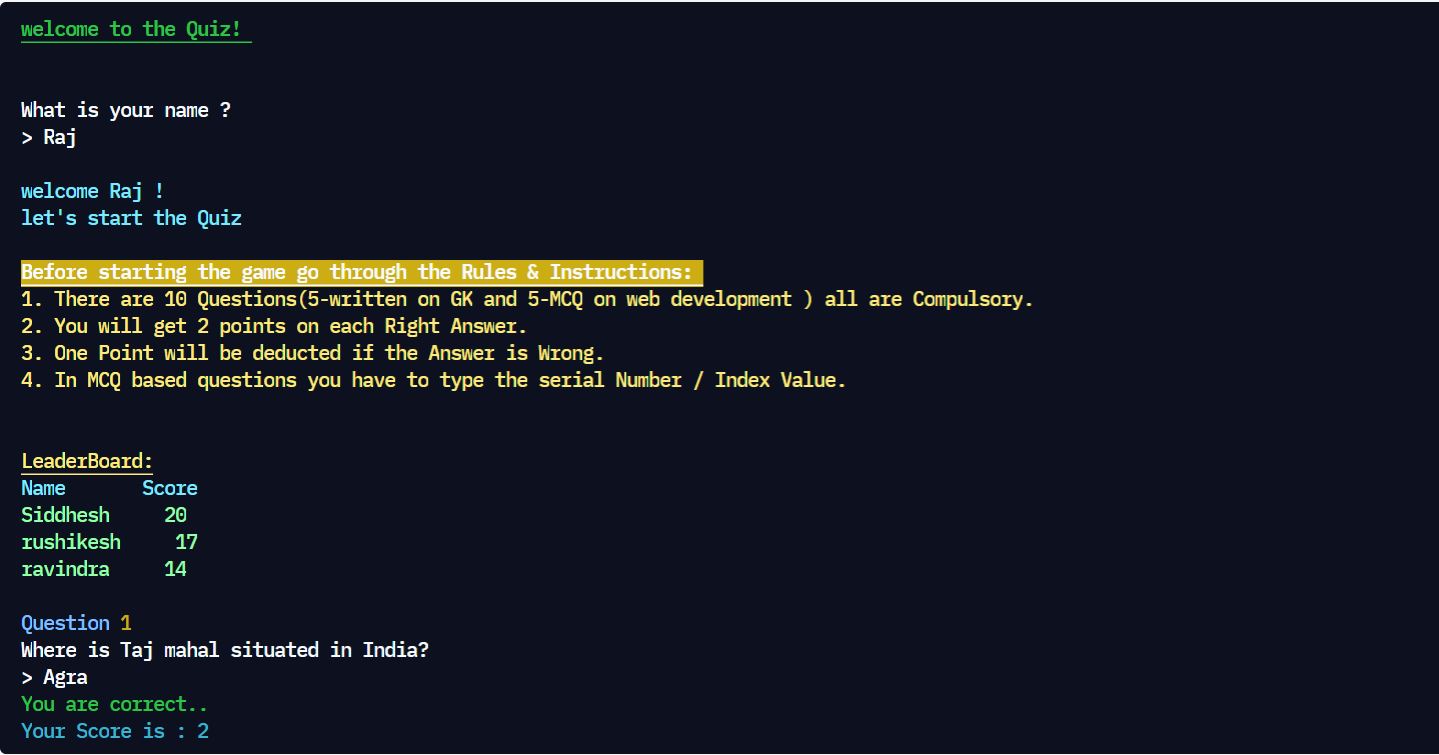 welcome to the Quiz!
What is your name ?
> Raj
welcome Raj !
let's start the Quiz
Before starting the game go through the Rules & Instructions:
1. There are 10 Questions(5-written on GK and 5-MCQ on web development ) all are Compulsory.
2. You will get 2 points on each Right Answer.
3. One Point will be deducted if the Answer is Wrong.
4. In MCQ based questions you have to type the serial Number / Index Value.
LeaderBoard:
Name       Score
Siddhesh     20
rushikesh     17
ravindra     14
Question 1
Where is Taj mahal situated in India?
> Agra
You are correct..
Your Score is : 2